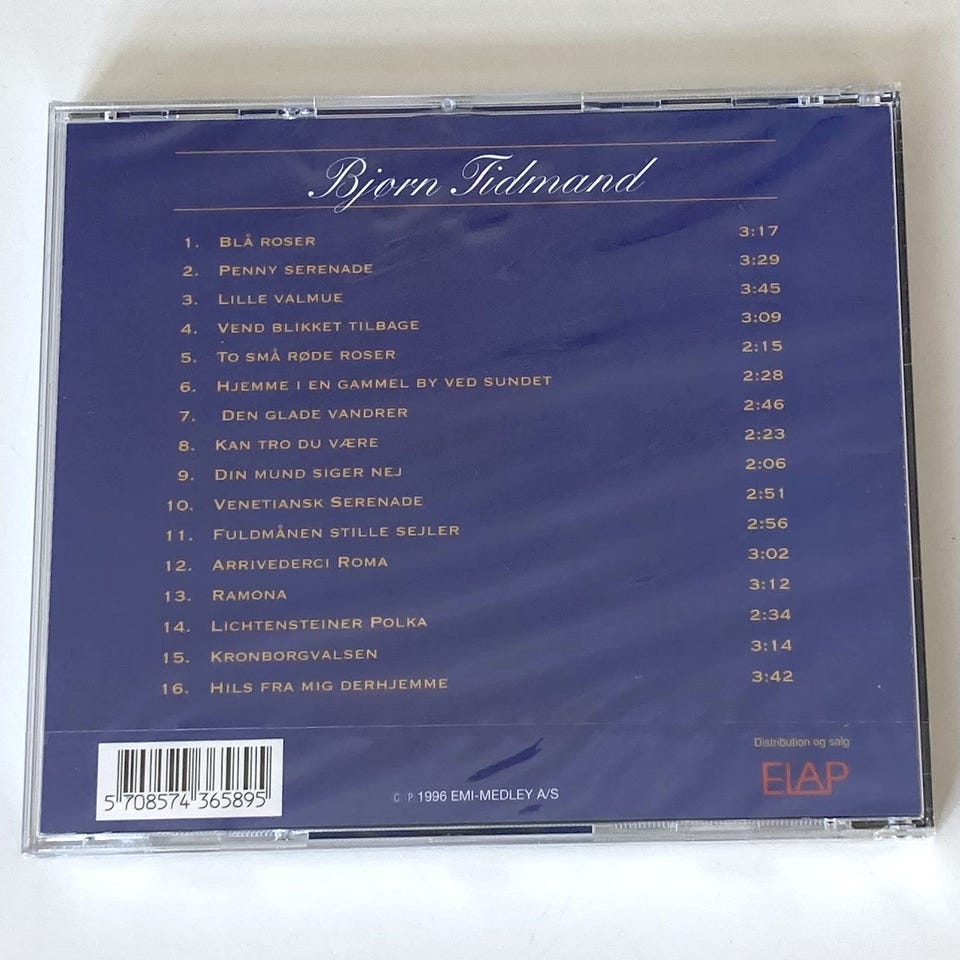 Bjørn Tidmand
1. BLÅ ROSER 3:17
2. PENNY SERENADE 3:29
3. LILLE VALMUE 3:45
4. VEND BLIKKET TILBAGE 3:09
5. TO SMÅ RØDE ROSER 2:15
6. HJEMME I EN GAMMEL BY VED SUNDET 2:28
7. DEN GLADE VANDRER 2:46
8. KAN TRO DU VÆRE 2:23
9. DIN MUND SIGER NEJ 2:06
10. VENETIANSK SERENADE 2:51
11. FULDMÅNEN STILLE SEJLER 2:56
12. ARRIVEDERCI ROMA 3:02
13. RAMONA 3:12
14. LICHTENSTEINER POLKA 2:34
15. KRONBORGVALSEN 3:14
16. HILS FRA MIG DERHJEMME 3:42
Distribution og salg
ELAP
5 708574 365895
C P 1996 EMI-MEDLEY A/S